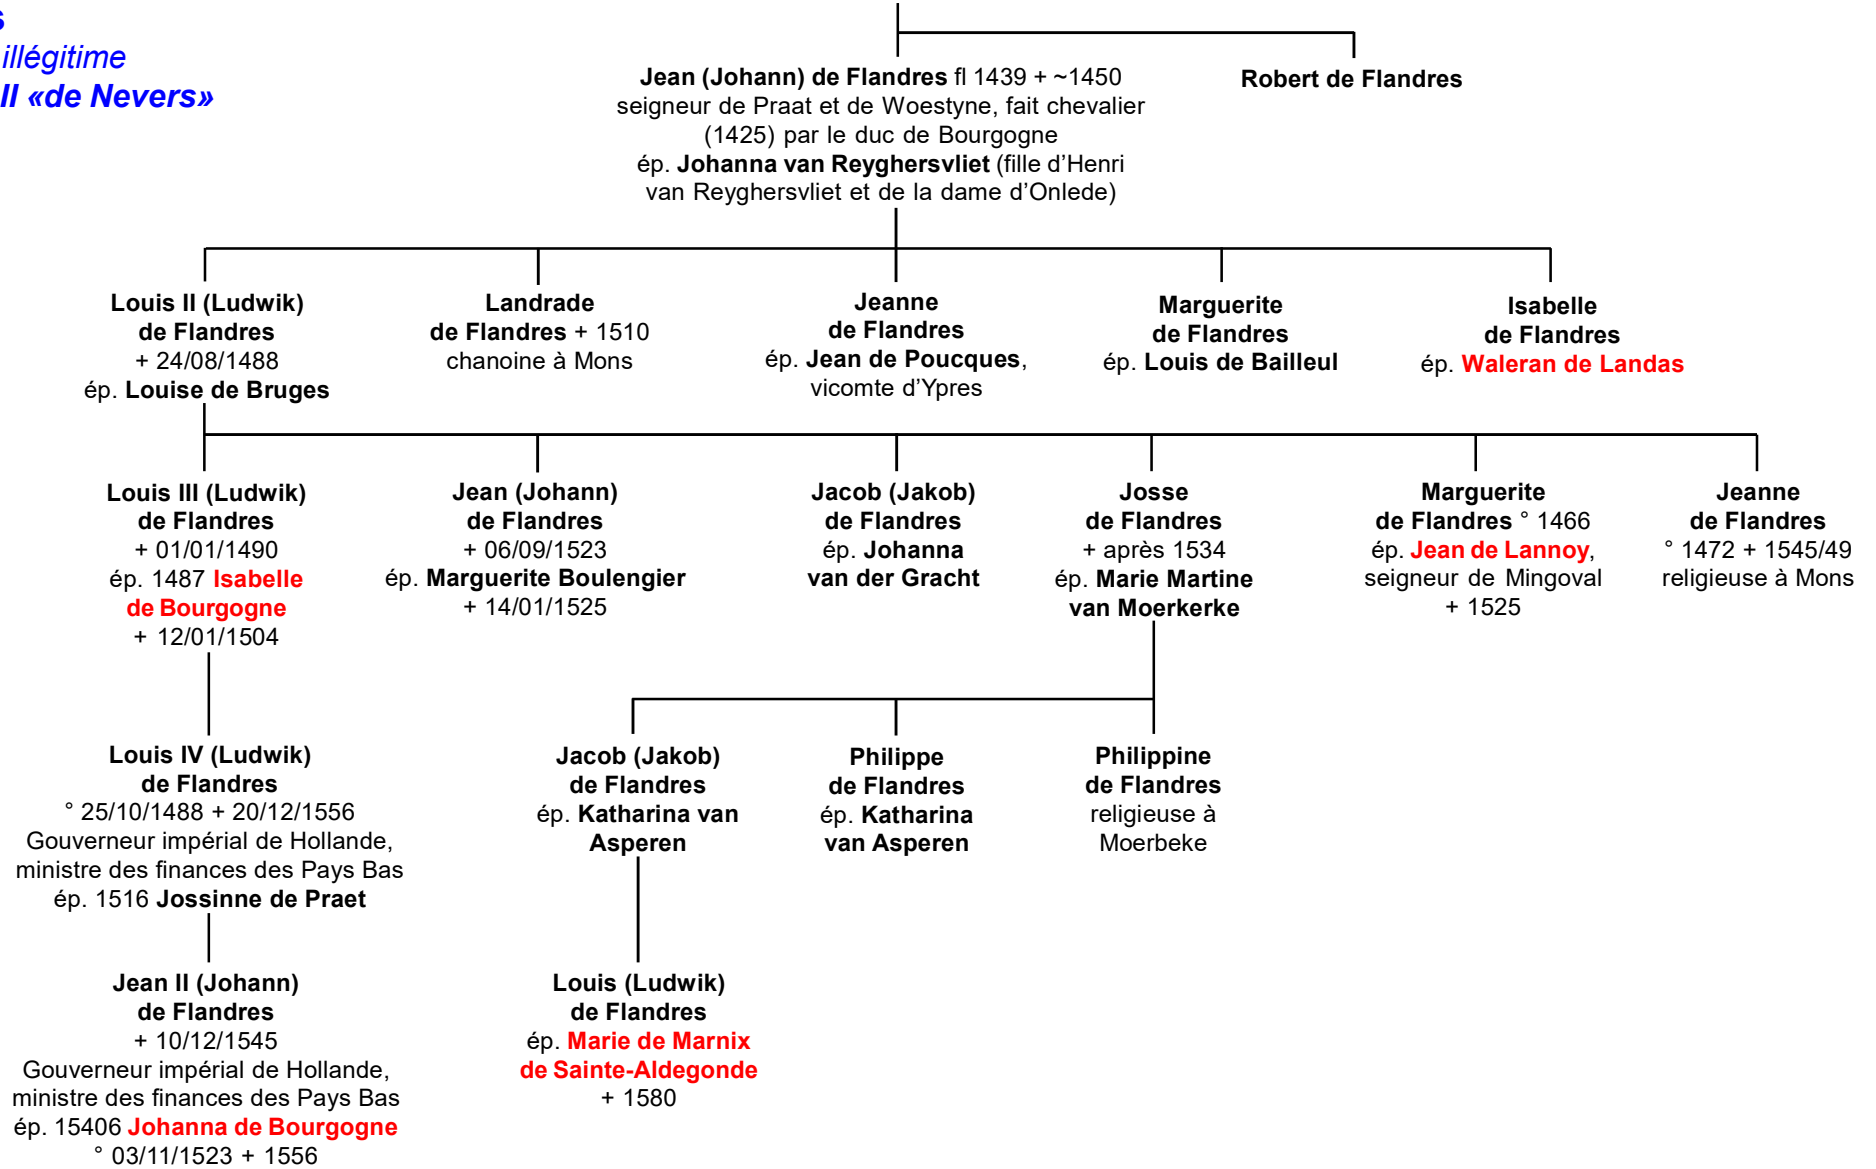 s
illégitime
II «de Nevers»
Jean (Johann) de Flandres fl 1439 + ~1450
seigneur de Praat et de Woestyne, fait chevalier
(1425) par le duc de Bourgogne
ép. Johanna van Reyghersvliet (fille d’Henri
van Reyghersvliet et de la dame d’Onlede)
Robert de Flandres
Louis II (Ludwik)
de Flandres
+ 24/08/1488
ép. Louise de Bruges
Landrade
de Flandres + 1510
chanoine à Mons
Jeanne
de Flandres
ép. Jean de Poucques,
vicomte d’Ypres
Marguerite
de Flandres
ép. Louis de Bailleul
Isabelle
de Flandres
ép. Waleran de Landas
Louis III (Ludwik)
de Flandres
+ 01/01/1490
ép. 1487 Isabelle
de Bourgogne
+ 12/01/1504
Jean (Johann)
de Flandres
+ 06/09/1523
ép. Marguerite Boulengier
+ 14/01/1525
Jacob (Jakob)
de Flandres
ép. Johanna
van der Gracht
Josse
de Flandres
+ après 1534
ép. Marie Martine
van Moerkerke
Marguerite
de Flandres ° 1466
ép. Jean de Lannoy,
seigneur de Mingoval
+ 1525
Jeanne
de Flandres
° 1472 + 1545/49
religieuse à Mons
Louis IV (Ludwik)
de Flandres
° 25/10/1488 + 20/12/1556
Gouverneur impérial de Hollande,
ministre des finances des Pays Bas
ép. 1516 Jossinne de Praet
Jacob (Jakob)
de Flandres
ép. Katharina van
Asperen
Philippe
de Flandres
ép. Katharina
van Asperen
Philippine
de Flandres
religieuse à
Moerbeke
Jean II (Johann)
de Flandres
+ 10/12/1545
Gouverneur impérial de Hollande,
ministre des finances des Pays Bas
ép. 15406 Johanna de Bourgogne
° 03/11/1523 + 1556
Louis (Ludwik)
de Flandres
ép. Marie de Marnix
de Sainte-Aldegonde
+ 1580